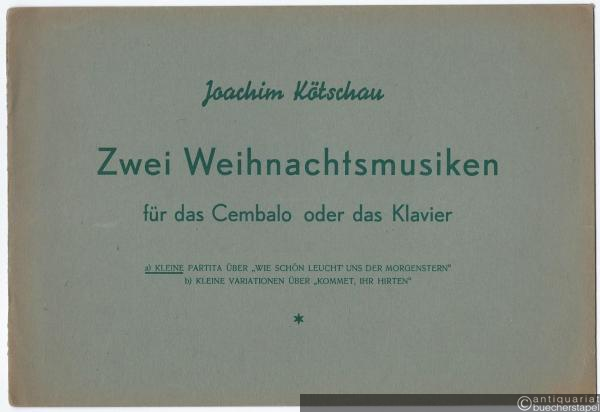 Joachim Kötschau
Zwei Weihnachtsmusiken
für das Cembalo oder das Klavier
a) KLEINE PARTITA ÜBER „WIE SCHÖN LEUCHT' UNS DER MORGENSTERN"
b) KLEINE VARIATIONEN ÜBER „KOMMET, IHR HIRTEN"
*
antiquariat
buecherstapel